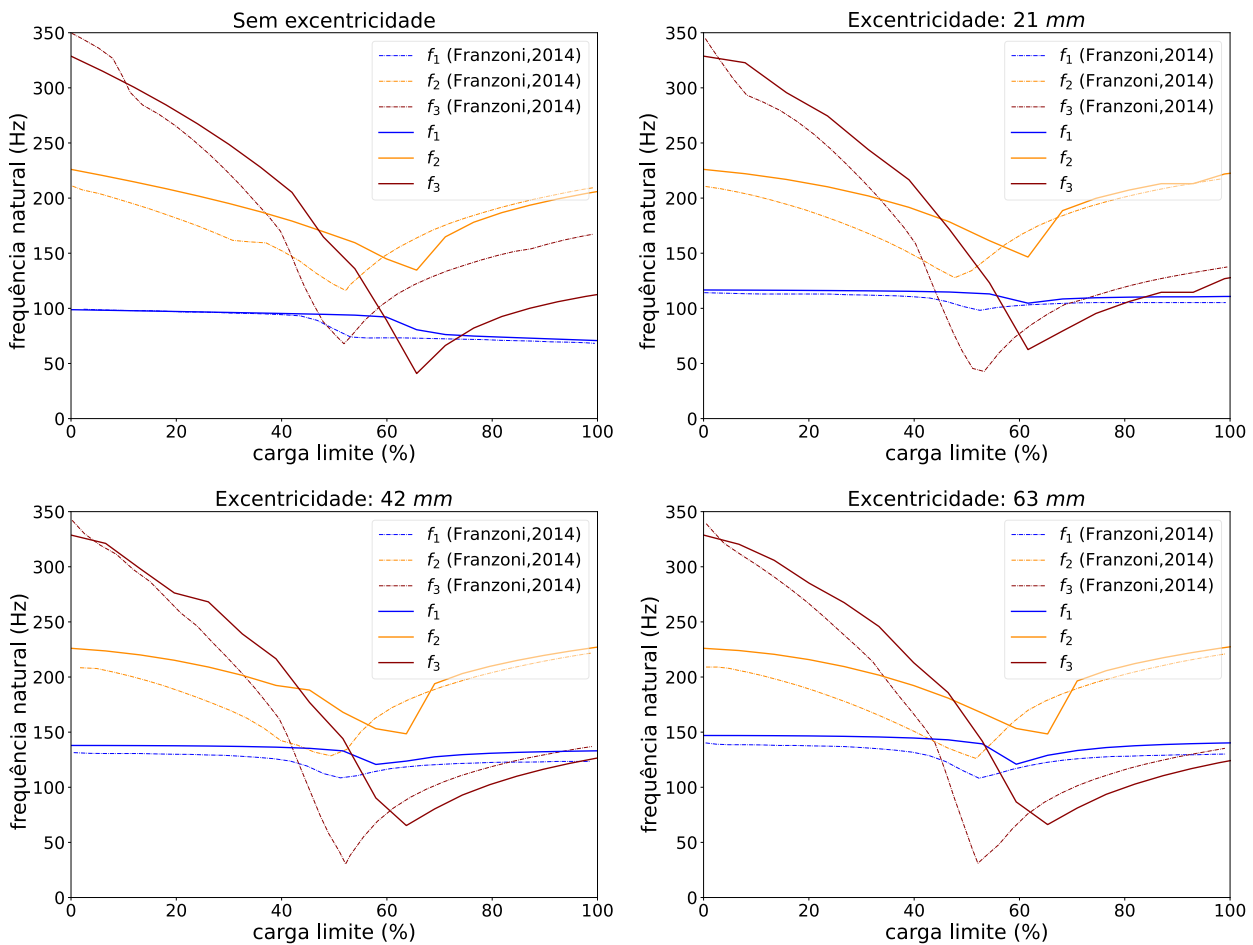 Sem excentricidade
350
300
250
200
150
100
50
0
frequência natural (Hz)
f1 (Franzoni,2014)
f2 (Franzoni,2014)
f3 (Franzoni,2014)
f1
f2
f3
0 20 40 60 80 100
carga limite (%)
Excentricidade: 21 mm
350
300
250
200
150
100
50
0
frequência natural (Hz)
f1 (Franzoni,2014)
f2 (Franzoni,2014)
f3 (Franzoni,2014)
f1
f2
f3
0 20 40 60 80 100
carga limite (%)
Excentricidade: 42 mm
350
300
250
200
150
100
50
0
frequência natural (Hz)
f1 (Franzoni,2014)
f2 (Franzoni,2014)
f3 (Franzoni,2014)
f1
f2
f3
0 20 40 60 80 100
carga limite (%)
Excentricidade: 63 mm
350
300
250
200
150
100
50
0
frequência natural (Hz)
f1 (Franzoni,2014)
f2 (Franzoni,2014)
f3 (Franzoni,2014)
f1
f2
f3
0 20 40 60 80 100
carga limite (%)